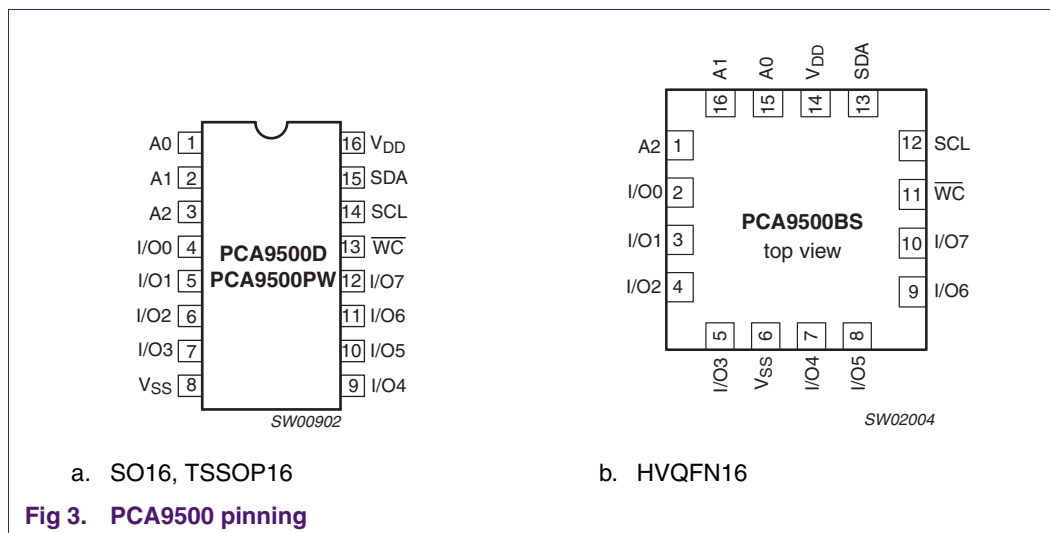 A0 1
A1 2
A2 3
I/O0 4
I/O1 5
I/O2 6
I/O3 7
VSS 8
PCA9500D
PCA9500PW
16 VDD
15 SDA
14 SCL
13 WC
12 I/O7
11 I/O6
10 I/O5
9 I/O4
SW00902
a. SO16, TSSOP16
A1 A0 VDD SDA
16 15 14 13
A2 1
I/O0 2
I/O1 3
I/O2 4
PCA9500BS
top view
12 SCL
11 WC
10 I/O7
9 I/O6
5 6 7 8
I/O3 VSS I/O4 I/O5
SW02004
b. HVQFN16
Fig 3. PCA9500 pinning